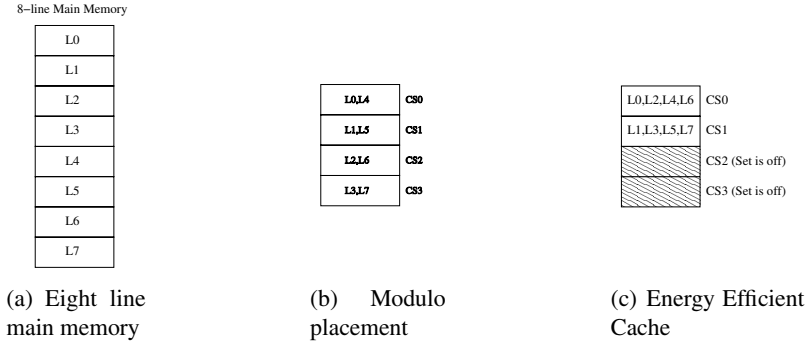 8−line Main Memory
L0
L1
L2
L3
L4
L5
L6
L7
L0,L4 CS0
L1,L5 CS1
L2,L6 CS2
L3,L7 CS3
L0,L2,L4,L6 CS0
L1,L3,L5,L7 CS1
CS2 (Set is off)
CS3 (Set is off)
(a) Eight line
main memory
(b) Modulo
placement
(c) Energy Efficient
Cache